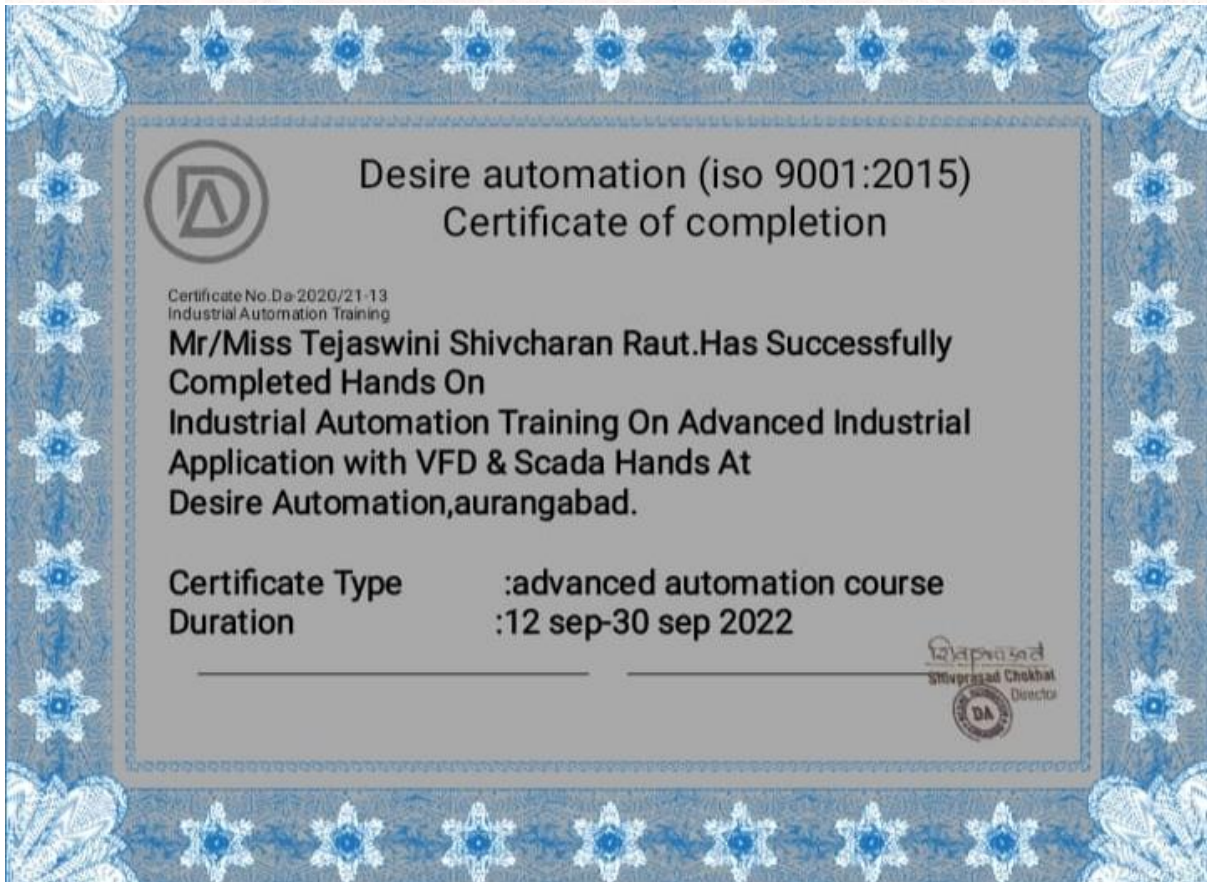 Desire automation (iso 9001:2015)
Certificate of completion
Certificate No.Da-2020/21-13
Industrial Automation Training
Mr/Miss Tejaswini Shivcharan Raut.Has Successfully
Completed Hands On
Industrial Automation Training On Advanced Industrial
Application with VFD & Scada Hands At
Desire Automation,aurangabad.
Certificate Type :advanced automation course
Duration :12 sep-30 sep 2022
शिवप्रसाद
Shivprasad Chokhat
Director
DA